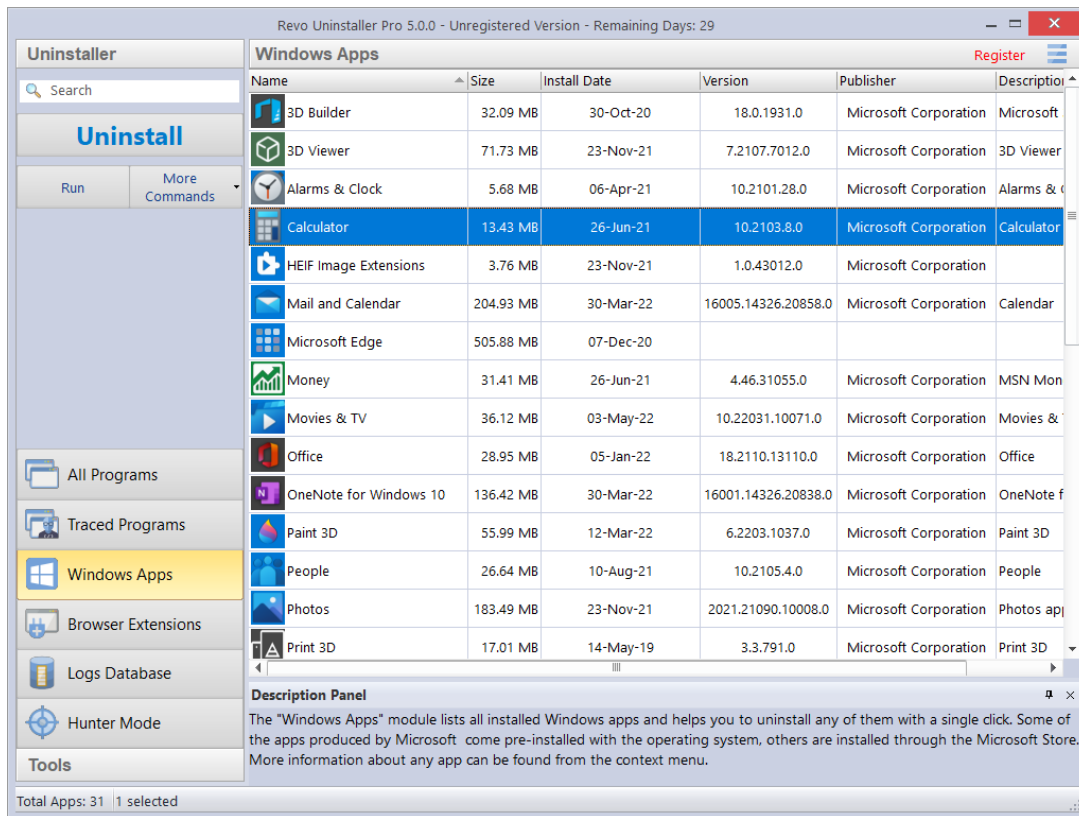 Revo Uninstaller Pro 5.0.0 - Unregistered Version - Remaining Days: 29
Uninstaller
Search
Uninstall
Run
More
Commands
All Programs
Traced Programs
Windows Apps
Browser Extensions
Logs Database
Hunter Mode
Tools
Windows Apps Register
Name Size Install Date Version Publisher Description
3D Builder 32.09 MB 30-Oct-20 18.0.1931.0 Microsoft Corporation Microsoft
3D Viewer 71.73 MB 23-Nov-21 7.2107.7012.0 Microsoft Corporation 3D Viewer
Alarms & Clock 5.68 MB 06-Apr-21 10.2101.28.0 Microsoft Corporation Alarms &
Calculator 13.43 MB 26-Jun-21 10.2103.8.0 Microsoft Corporation Calculator
HEIF Image Extensions 3.76 MB 23-Nov-21 1.0.43012.0 Microsoft Corporation
Mail and Calendar 204.93 MB 30-Mar-22 16005.14326.20858.0 Microsoft Corporation Calendar
Microsoft Edge 505.88 MB 07-Dec-20
Money 31.41 MB 26-Jun-21 4.46.31055.0 Microsoft Corporation MSN Mon
Movies & TV 36.12 MB 03-May-22 10.22031.10071.0 Microsoft Corporation Movies &
Office 28.95 MB 05-Jan-22 18.2110.13110.0 Microsoft Corporation Office
OneNote for Windows 10 136.42 MB 30-Mar-22 16001.14326.20838.0 Microsoft Corporation OneNote f
Paint 3D 55.99 MB 12-Mar-22 6.2203.1037.0 Microsoft Corporation Paint 3D
People 26.64 MB 10-Aug-21 10.2105.4.0 Microsoft Corporation People
Photos 183.49 MB 23-Nov-21 2021.21090.10008.0 Microsoft Corporation Photos app
Print 3D 17.01 MB 14-May-19 3.3.791.0 Microsoft Corporation Print 3D
Description Panel
The "Windows Apps" module lists all installed Windows apps and helps you to uninstall any of them with a single click. Some of
the apps produced by Microsoft come pre-installed with the operating system, others are installed through the Microsoft Store.
More information about any app can be found from the context menu.
Total Apps: 31 1 selected